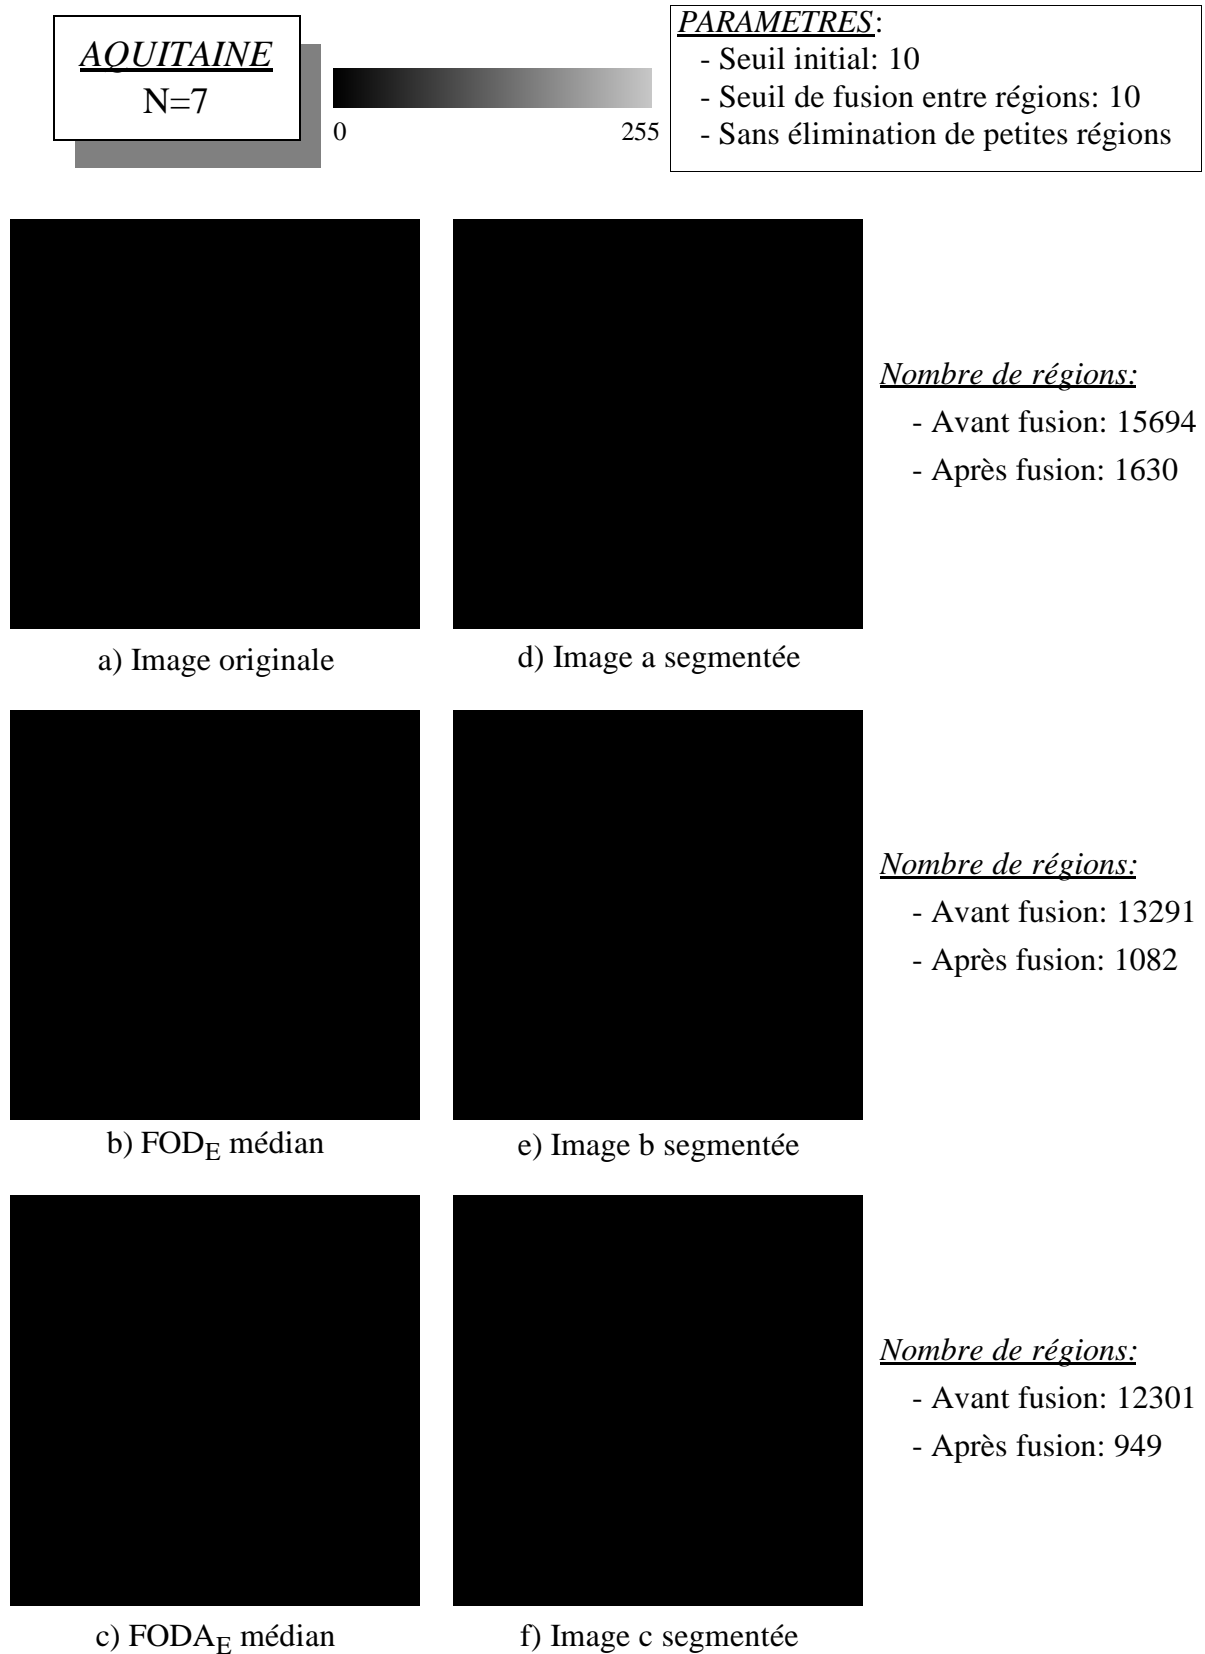 AQUITAINE
N=7
0
255
PARAMETRES:
- Seuil initial: 10
- Seuil de fusion entre régions: 10
- Sans élimination de petites régions
Nombre de régions:
- Avant fusion: 15694
- Après fusion: 1630
a) Image originale
d) Image a segmentée
Nombre de régions:
- Avant fusion: 13291
- Après fusion: 1082
b) FODE médian
e) Image b segmentée
Nombre de régions:
- Avant fusion: 12301
- Après fusion: 949
c) FODAE médian
f) Image c segmentée